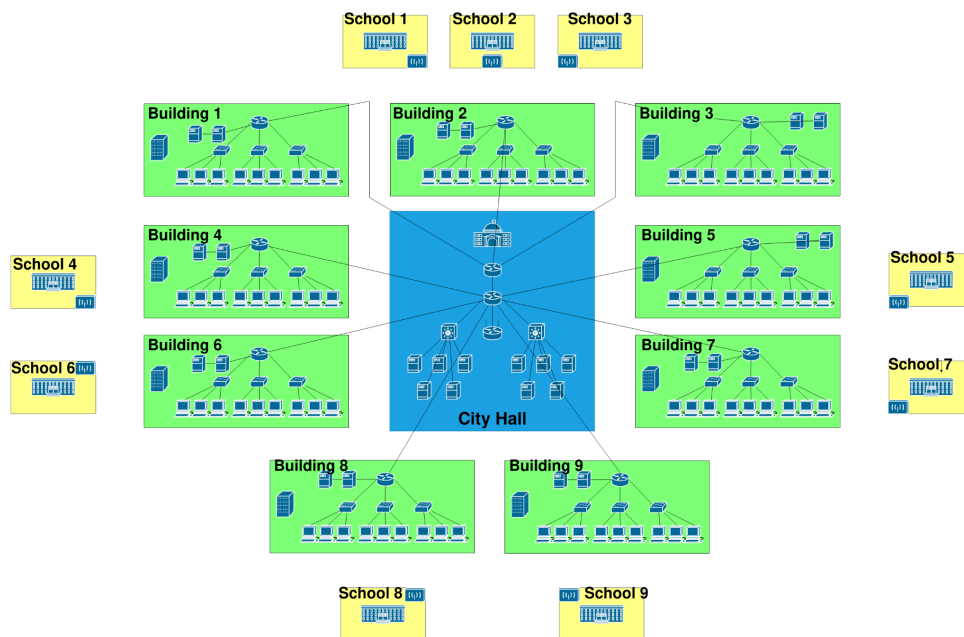 School 1
School 2
School 3
Building 1
Building 2
Building 3
Building 4
Building 5
School 4
School 5
Building 6
Building 7
School 6
School 7
City Hall
Building 8
Building 9
School 8
School 9